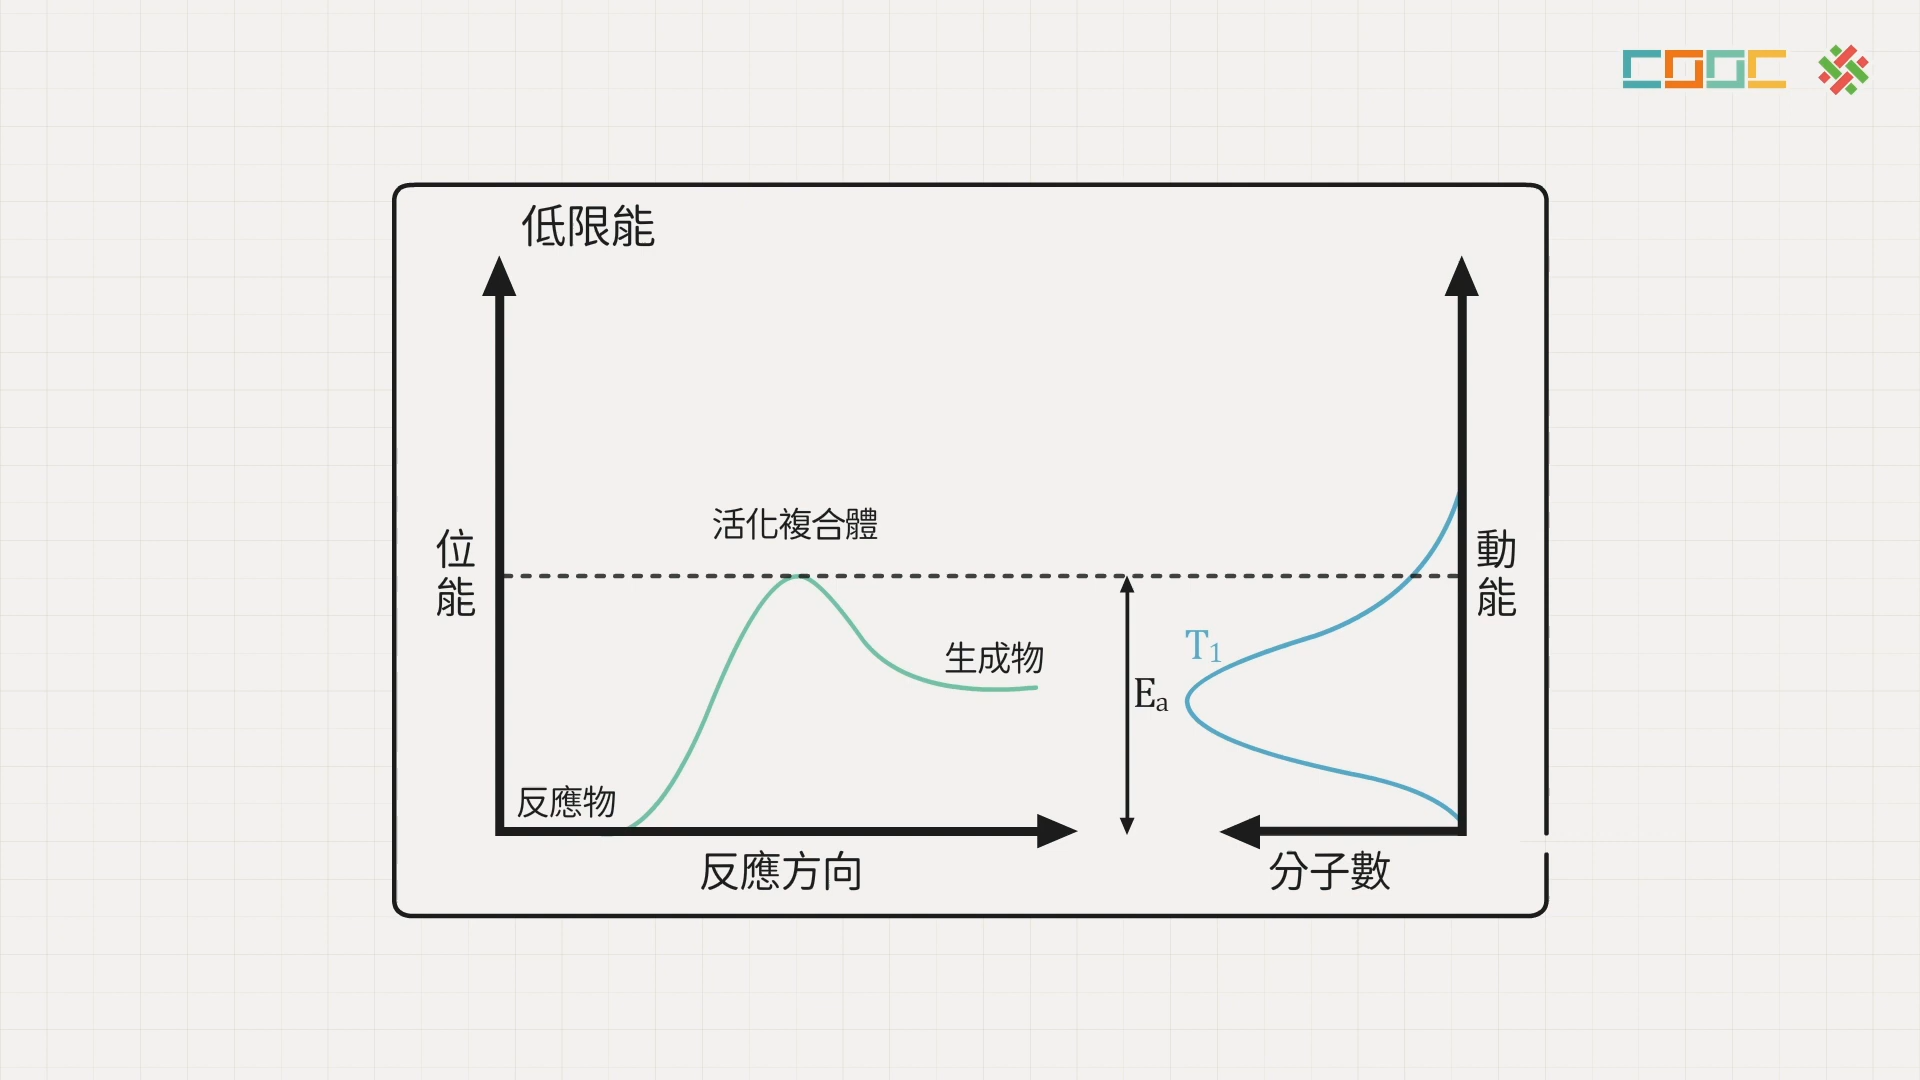 COOC
低限能
活化複合體
位能
動能
生成物
T₁
Eₐ
反應物
反應方向
分子數